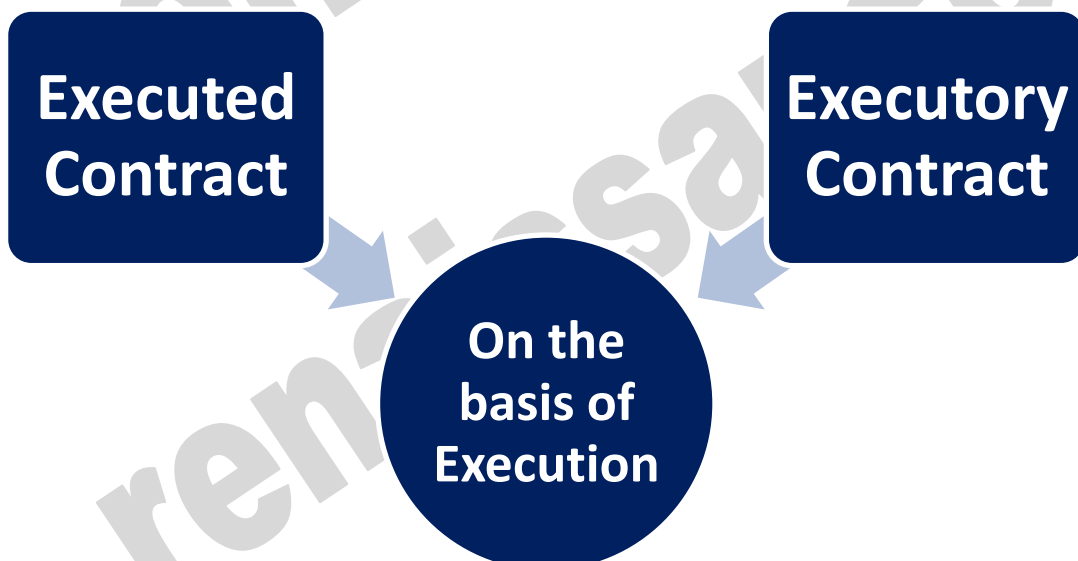 Executed
Contract
Executory
Contract
On the
basis of
Execution